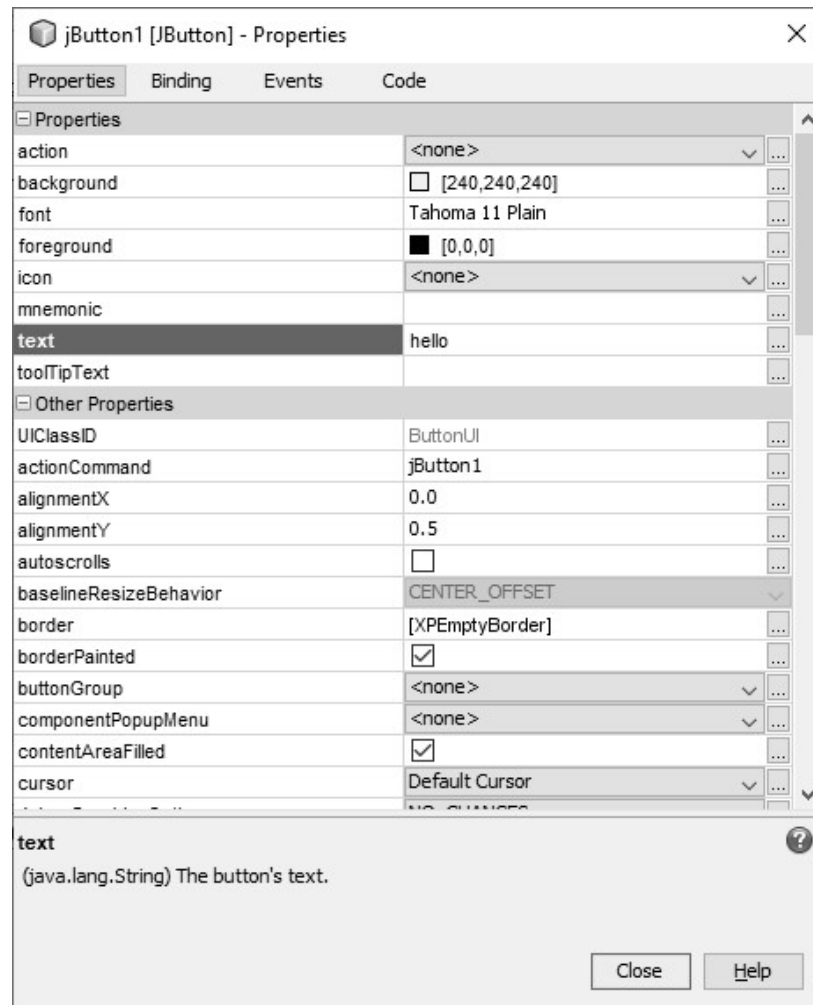 jButton1 [JButton] - Properties
Properties Binding Events Code
Properties
action <none> ...
background [240,240,240] ...
font Tahoma 11 Plain ...
foreground [0,0,0] ...
icon <none> ...
mnemonic ...
text hello ...
toolTipText ...
Other Properties
UIClassID ButtonUI ...
actionCommand jButton1 ...
alignmentX 0.0 ...
alignmentY 0.5 ...
autoscrolls ...
baselineResizeBehavior CENTER_OFFSET
border [XPEmptyBorder] ...
borderPainted ...
buttonGroup <none> ...
componentPopupMenu <none> ...
contentAreaFilled ...
cursor Default Cursor ...
NO_CHANGES
text
(java.lang.String) The button's text.
Close Help